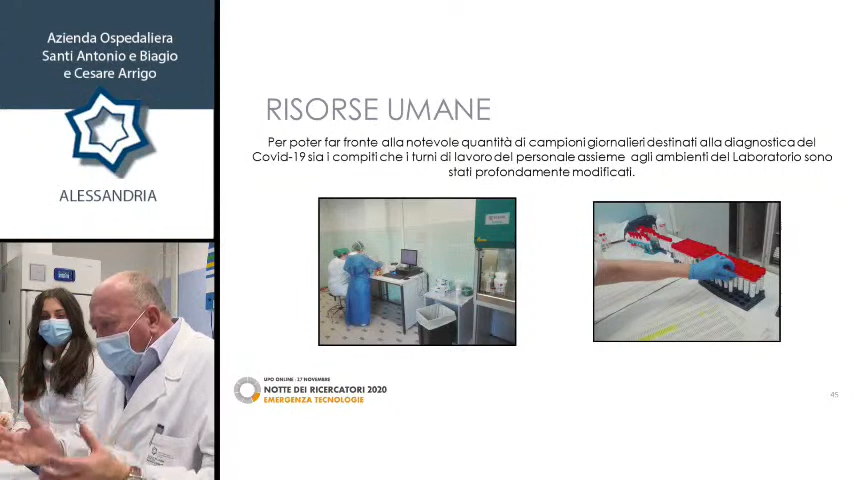 Azienda Ospedaliera
Santi Antonio e Biagio
e Cesare Arrigo
ALESSANDRIA
RISORSE UMANE
Per poter far fronte alla notevole quantità di campioni giornalieri destinati alla diagnostica del
Covid-19 sia i compiti che i turni di lavoro del personale assieme agli ambienti del Laboratorio sono
stati profondamente modificati.
UPO ONLINE - 27 NOVEMBRE
NOTTE DEI RICERCATORI 2020
EMERGENZA TECNOLOGIE
45